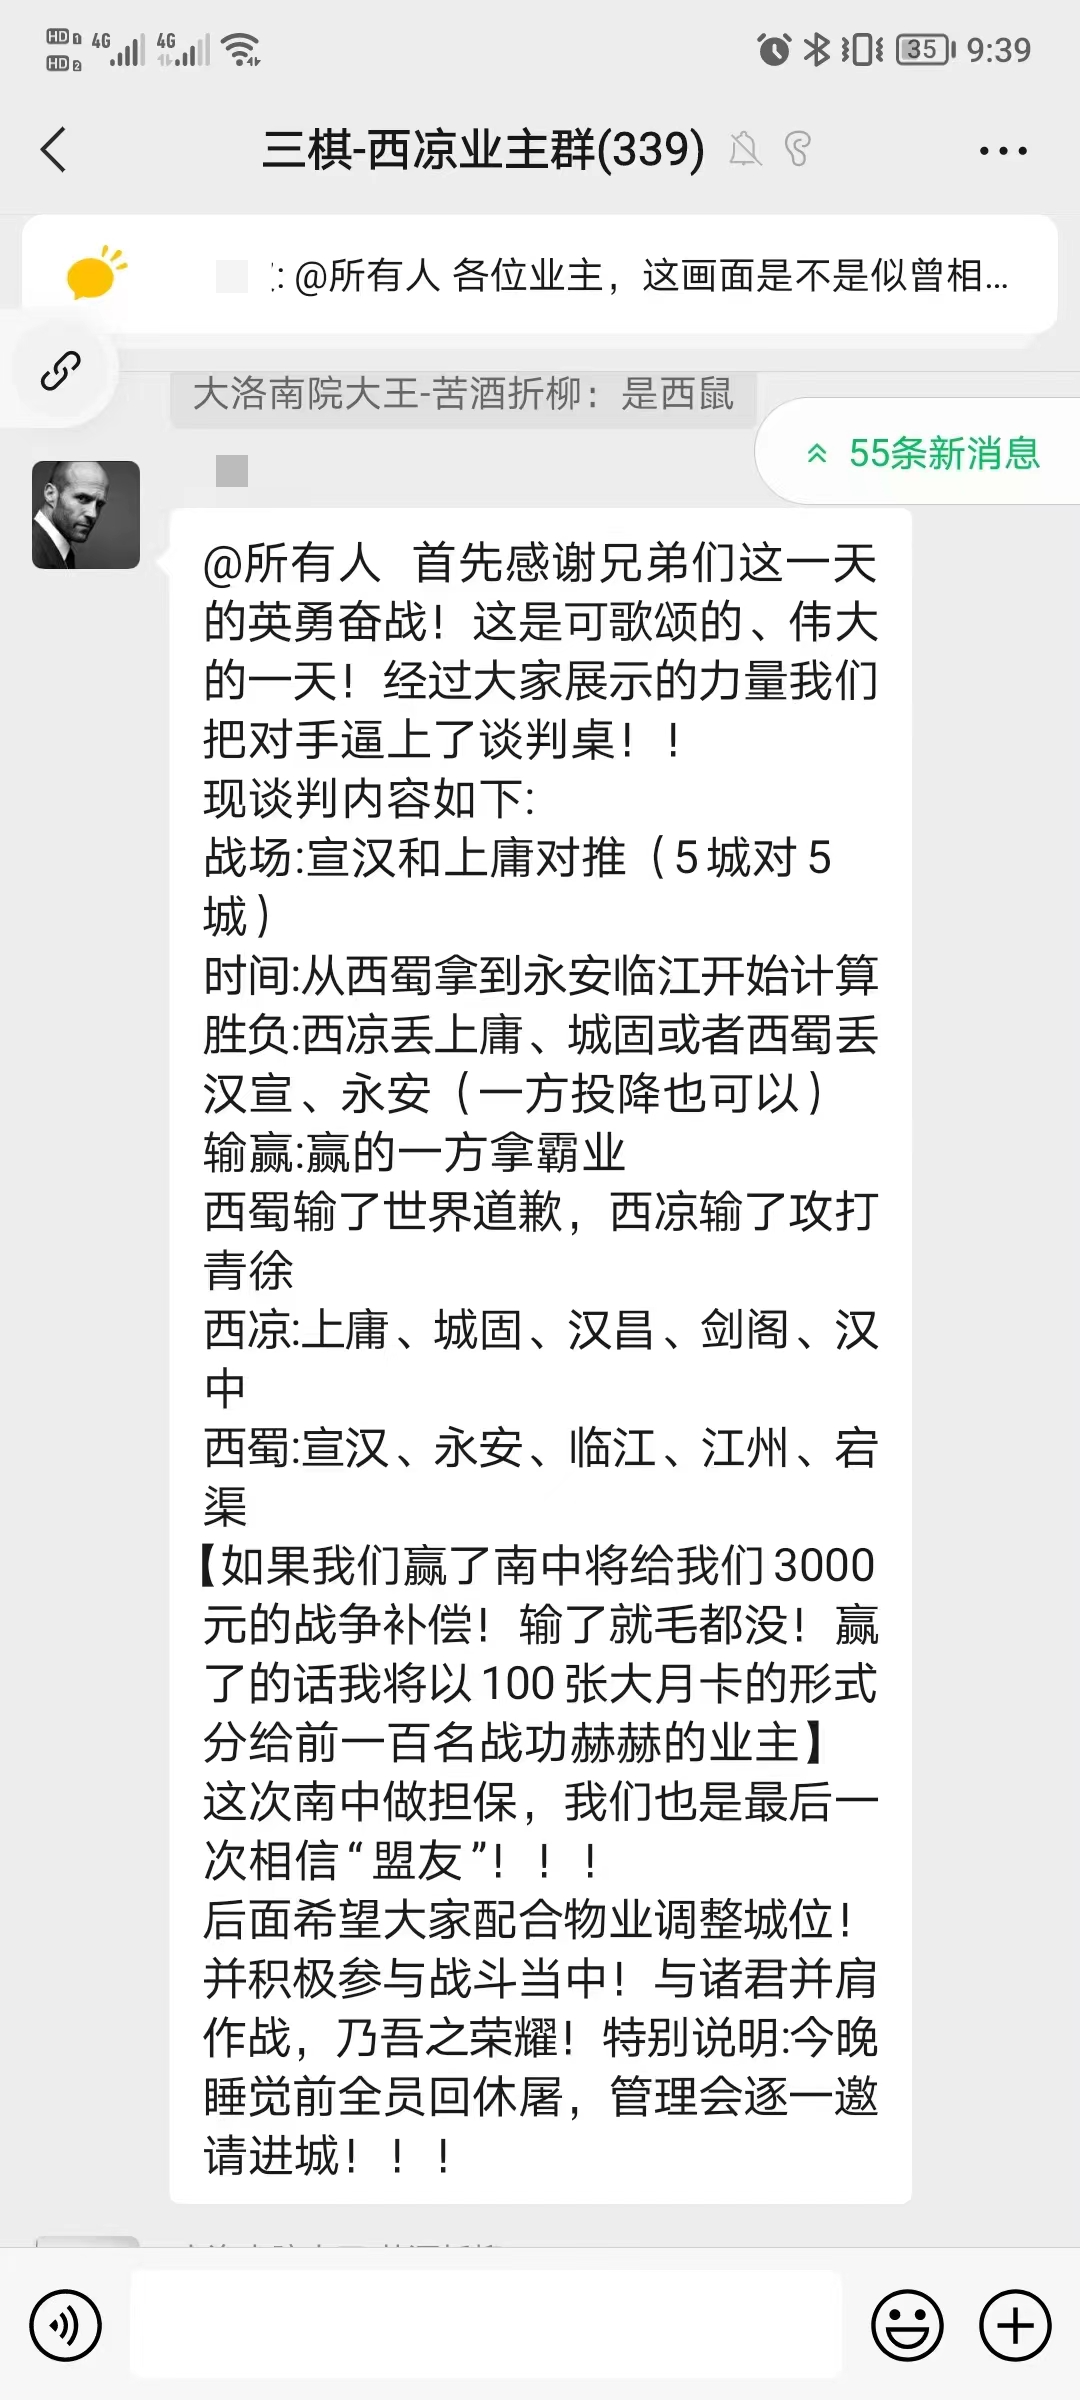 HD 1 4G 4G 35 9:39
HD 2
三棋-西凉业主群(339)
: @所有人 各位业主，这画面是不是似曾相...
大洛南院大王-苦酒折柳：是西鼠
55条新消息
@所有人 首先感谢兄弟们这一天
的英勇奋战！这是可歌颂的、伟大
的一天！经过大家展示的力量我们
把对手逼上了谈判桌！！
现谈判内容如下:
战场:宣汉和上庸对推（5城对5
城）
时间:从西蜀拿到永安临江开始计算
胜负:西凉丢上庸、城固或者西蜀丢
汉宣、永安（一方投降也可以）
输赢:赢的一方拿霸业
西蜀输了世界道歉，西凉输了攻打
青徐
西凉:上庸、城固、汉昌、剑阁、汉
中
西蜀:宣汉、永安、临江、江州、宕
渠
【如果我们赢了南中将给我们3000
元的战争补偿！输了就毛都没！赢
了的话我将以100张大月卡的形式
分给前一百名战功赫赫的业主】
这次南中做担保，我们也是最后一
次相信“盟友”！！！
后面希望大家配合物业调整城位！
并积极参与战斗当中！与诸君并肩
作战，乃吾之荣耀！特别说明:今晚
睡觉前全员回休屠，管理会逐一邀
请进城！！！